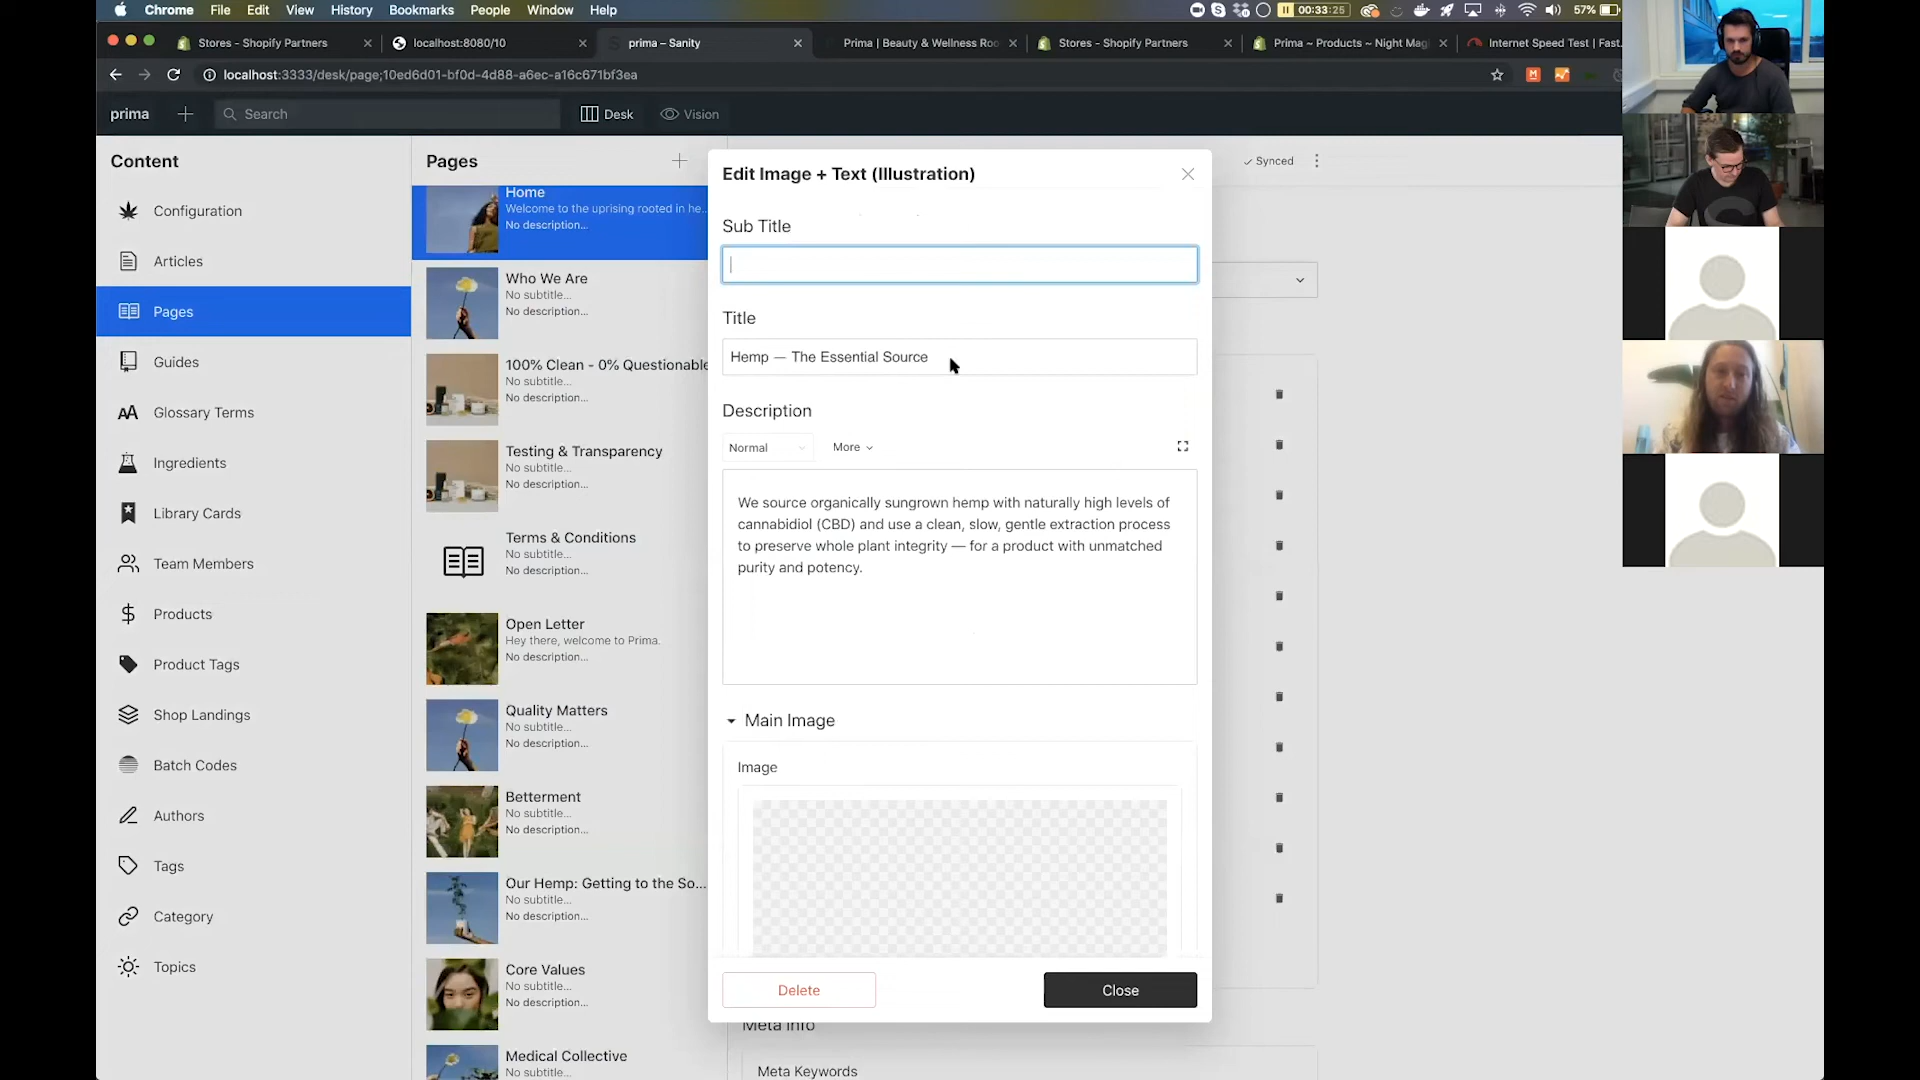 Chrome File Edit View History Bookmarks People Window Help
00:33:25
57%
Stores - Shopify Partners
localhost:8080/10
prima – Sanity
Prima | Beauty & Wellness Roo
Stores - Shopify Partners
Prima ~ Products ~ Night Magi
Internet Speed Test | Fast.
localhost:3333/desk/page;10ed6d01-bf0d-4d88-a6ec-a16c671bf3ea
prima
Search
Desk
Vision
Content
Configuration
Articles
Pages
Guides
Glossary Terms
Ingredients
Library Cards
Team Members
Products
Product Tags
Shop Landings
Batch Codes
Authors
Tags
Category
Topics
Pages
Home
Welcome to the uprising rooted in he...
No description...
Who We Are
No subtitle...
No description...
100% Clean - 0% Questionable
No subtitle...
No description...
Testing & Transparency
No subtitle...
No description...
Terms & Conditions
No subtitle...
No description...
Open Letter
Hey there, welcome to Prima.
No description...
Quality Matters
No subtitle...
No description...
Betterment
No subtitle...
No description...
Our Hemp: Getting to the So...
No subtitle...
No description...
Core Values
No subtitle...
No description...
Medical Collective
No subtitle...
Synced
Edit Image + Text (Illustration)
Sub Title
Title
Hemp — The Essential Source
Description
Normal
More
We source organically sungrown hemp with naturally high levels of
cannabidiol (CBD) and use a clean, slow, gentle extraction process
to preserve whole plant integrity — for a product with unmatched
purity and potency.
Main Image
Image
Delete
Close
Meta Info
Meta Keywords